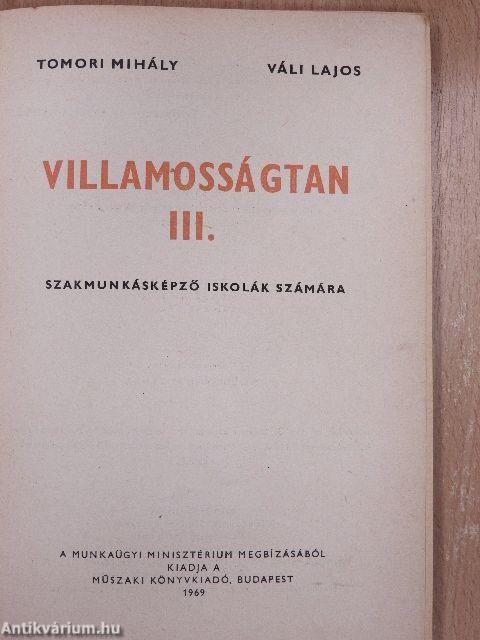 TOMORI MIHÁLY VÁLI LAJOS
VILLAMOSSÁGTAN
III.
SZAKMUNKÁSKÉPZŐ ISKOLÁK SZÁMÁRA
A MUNKAÜGYI MINISZTÉRIUM MEGBÍZÁSÁBÓL
KIADJA A
MŰSZAKI KÖNYVKIADÓ, BUDAPEST
1969
Antikvárium.hu